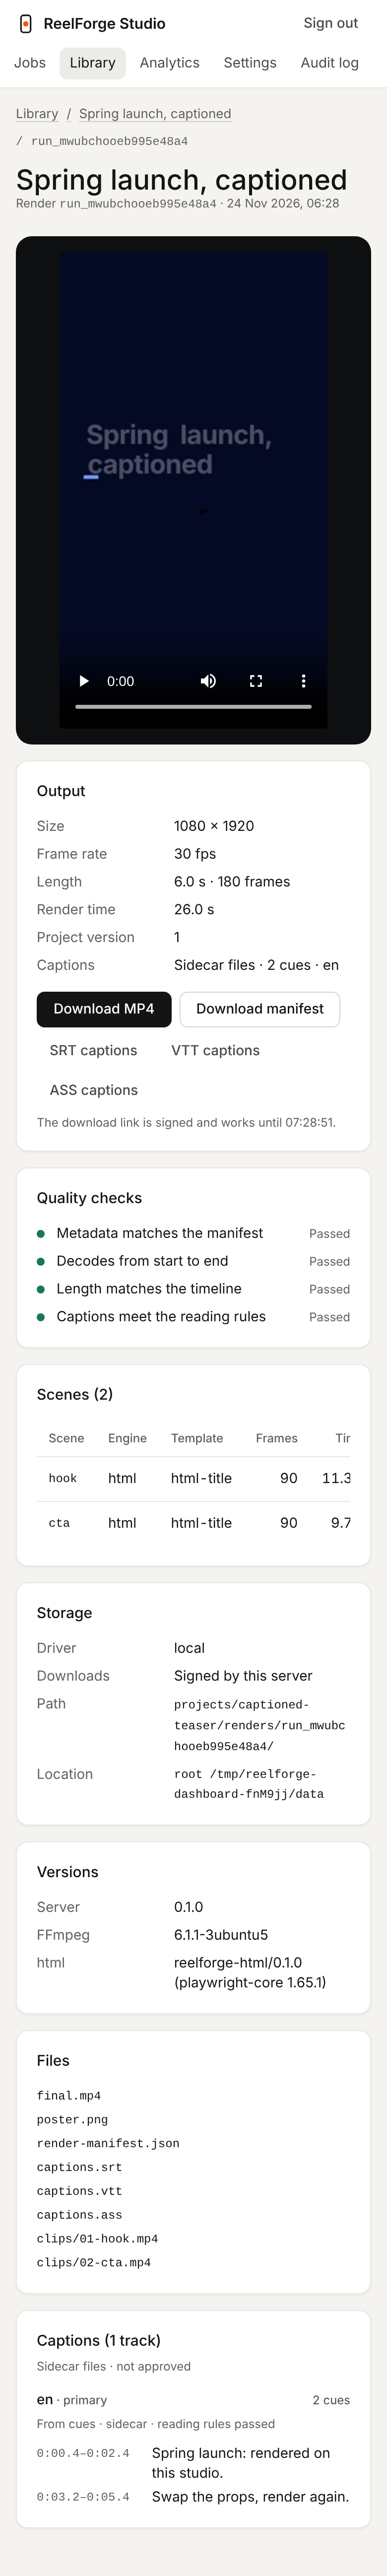 ReelForge Studio
Sign out
Jobs Library Analytics Settings Audit log
Library / Spring launch, captioned
/ run_mwubchooeb995e48a4
Spring launch, captioned
Render run_mwubchooeb995e48a4 · 24 Nov 2026, 06:28
Spring launch,
captioned
0:00
Output
Size 1080 × 1920
Frame rate 30 fps
Length 6.0 s · 180 frames
Render time 26.0 s
Project version 1
Captions Sidecar files · 2 cues · en
Download MP4 Download manifest
SRT captions VTT captions
ASS captions
The download link is signed and works until 07:28:51.
Quality checks
Metadata matches the manifest Passed
Decodes from start to end Passed
Length matches the timeline Passed
Captions meet the reading rules Passed
Scenes (2)
Scene Engine Template Frames
hook html html-title 90 11.3
cta html html-title 90 9.7
Storage
Driver local
Downloads Signed by this server
Path projects/captioned-
teaser/renders/run_mwubc
hooeb995e48a4/
Location root /tmp/reelforge-
dashboard-fnM9jj/data
Versions
Server 0.1.0
FFmpeg 6.1.1-3ubuntu5
html reelforge-html/0.1.0
(playwright-core 1.65.1)
Files
final.mp4
poster.png
render-manifest.json
captions.srt
captions.vtt
captions.ass
clips/01-hook.mp4
clips/02-cta.mp4
Captions (1 track)
Sidecar files · not approved
en · primary 2 cues
From cues · sidecar · reading rules passed
0:00.4–0:02.4 Spring launch: rendered on
this studio.
0:03.2–0:05.4 Swap the props, render again.